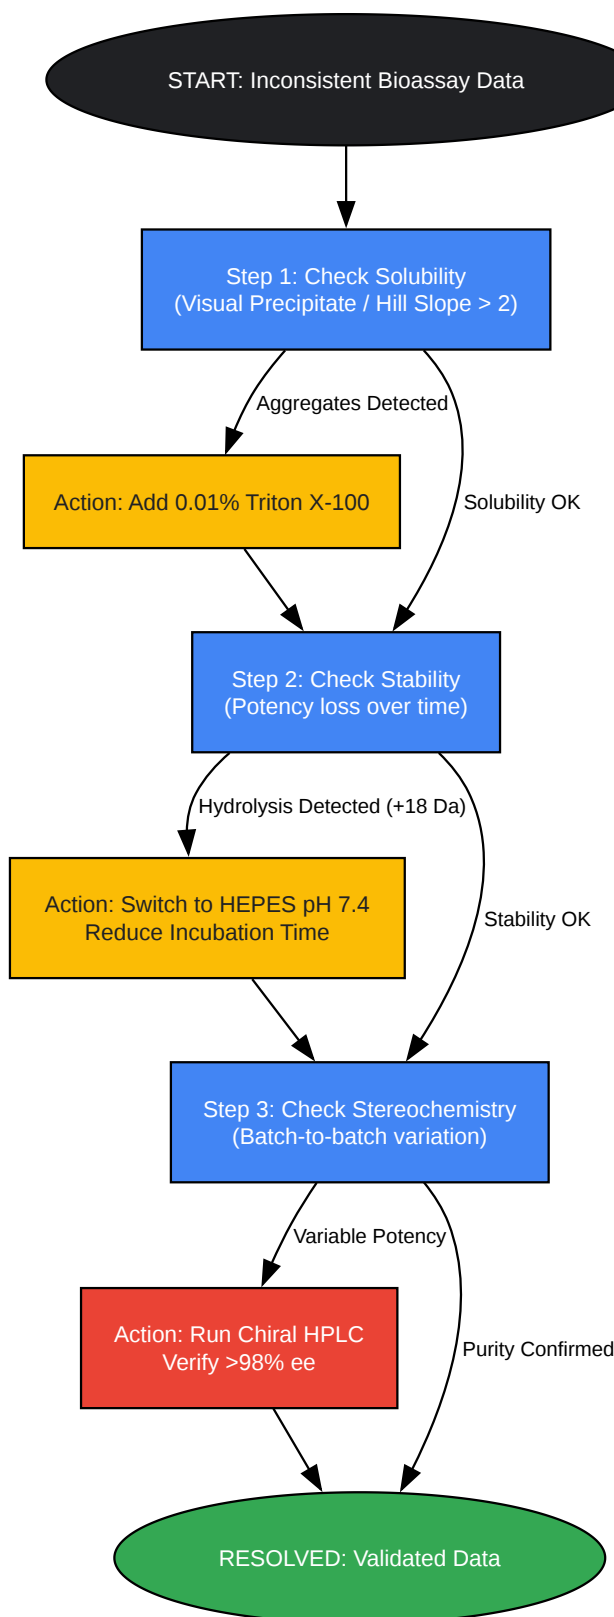 START: Inconsistent Bioassay Data
Step 1: Check Solubility
(Visual Precipitate / Hill Slope > 2)
Aggregates Detected
Action: Add 0.01% Triton X-100
Solubility OK
Step 2: Check Stability
(Potency loss over time)
Hydrolysis Detected (+18 Da)
Action: Switch to HEPES pH 7.4
Reduce Incubation Time
Stability OK
Step 3: Check Stereochemistry
(Batch-to-batch variation)
Variable Potency
Action: Run Chiral HPLC
Verify >98% ee
Purity Confirmed
RESOLVED: Validated Data